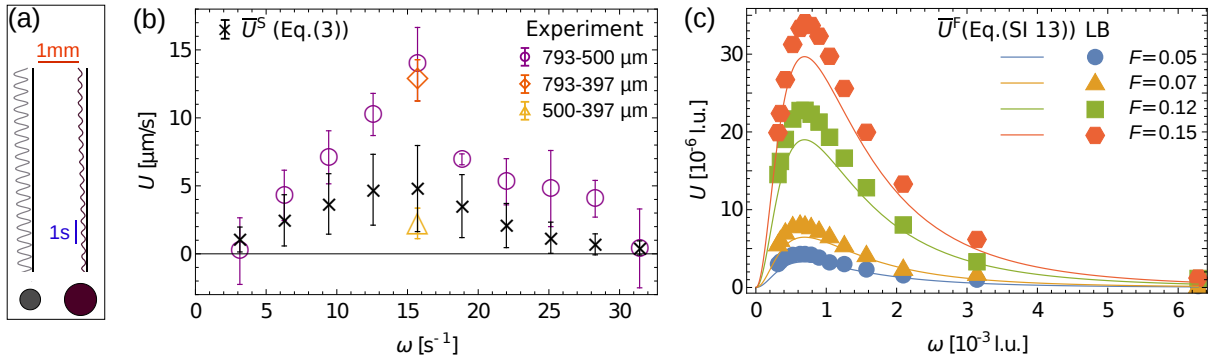 (a)
1mm
1s
(b)
U̅ˢ (Eq.(3))
Experiment
793-500 μm
793-397 μm
500-397 μm
U [μm/s]
15
10
5
0
0 5 10 15 20 25 30
ω [s⁻¹]
(c)
U̅ᶠ(Eq.(SI 13)) LB
F=0.05
F=0.07
F=0.12
F=0.15
U [10⁻⁶ l.u.]
30
20
10
0
0 1 2 3 4 5 6
ω [10⁻³ l.u.]